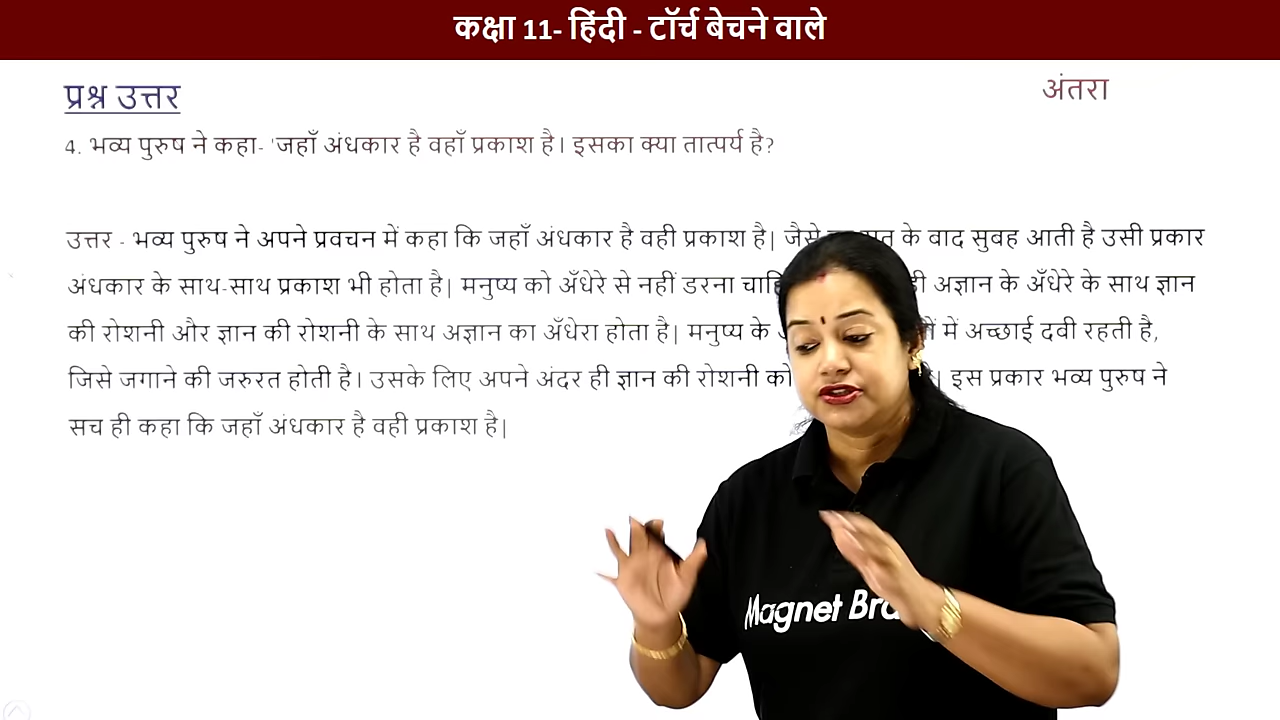 कक्षा 11- हिंदी - टॉर्च बेचने वाले
प्रश्न उत्तर
अंतरा
4. भव्य पुरुष ने कहा- 'जहाँ अंधकार है वहाँ प्रकाश है। इसका क्या तात्पर्य है?
उत्तर - भव्य पुरुष ने अपने प्रवचन में कहा कि जहाँ अंधकार है वही प्रकाश है| जैसे के बाद सुवह आती है उसी प्रकार
अंधकार के साथ-साथ प्रकाश भी होता है| मनुष्य को अँधेरे से नहीं डरना अज्ञान के अँधेरे के साथ ज्ञान
की रोशनी और ज्ञान की रोशनी के साथ अज्ञान का अँधेरा होता है| मनुष्य के में अच्छाई दवी रहती है,
जिसे जगाने की जरुरत होती है। उसके लिए अपने अंदर ही ज्ञान की रोशनी को इस प्रकार भव्य पुरुष ने
सच ही कहा कि जहाँ अंधकार है वही प्रकाश है|
Magnet